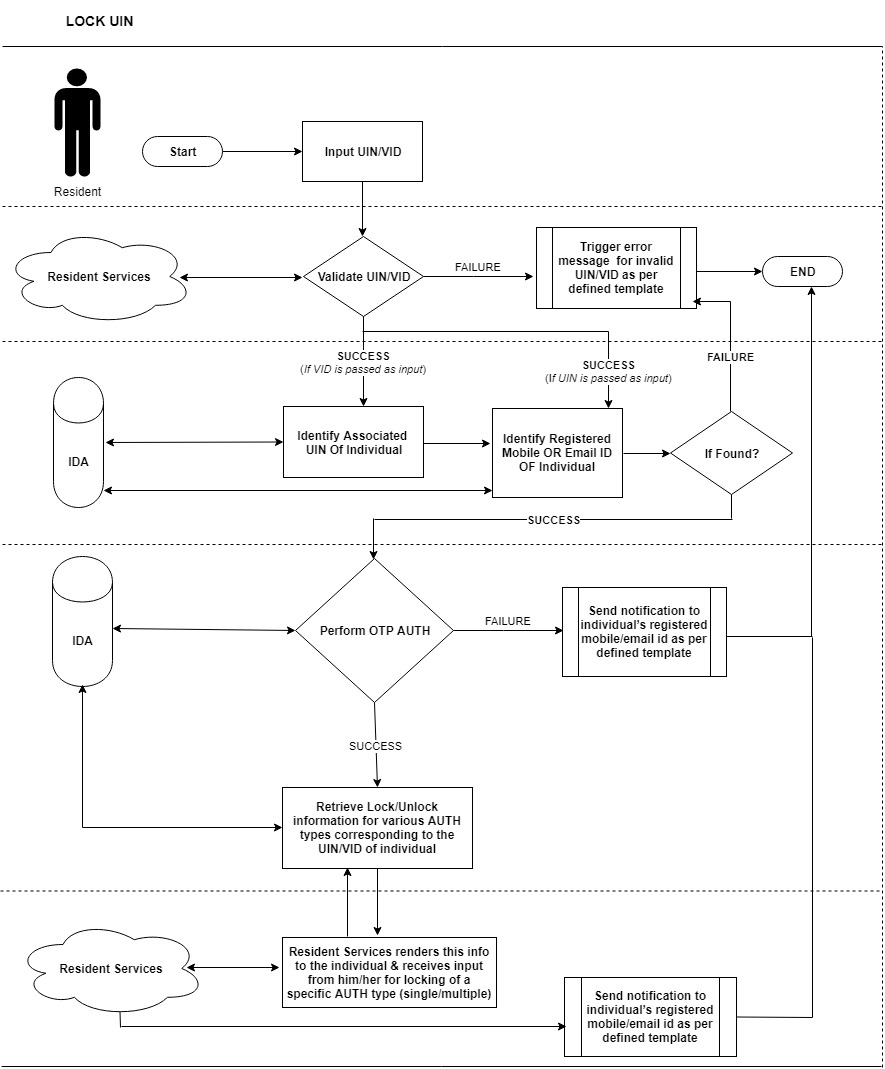 LOCK UIN
Resident
Start
Input UIN/VID
Resident Services
Validate UIN/VID
FAILURE
Trigger error
message for invalid
UIN/VID as per
defined template
END
SUCCESS
(If VID is passed as input)
SUCCESS
(If UIN is passed as input)
FAILURE
IDA
Identify Associated
UIN Of Individual
Identify Registered
Mobile OR Email ID
OF Individual
If Found?
SUCCESS
IDA
Perform OTP AUTH
FAILURE
Send notification to
individual's registered
mobile/email id as per
defined template
SUCCESS
Retrieve Lock/Unlock
information for various AUTH
types corresponding to the
UIN/VID of individual
Resident Services
Resident Services renders this info
to the individual & receives input
from him/her for locking of a
specific AUTH type (single/multiple)
Send notification to
individual's registered
mobile/email id as per
defined template